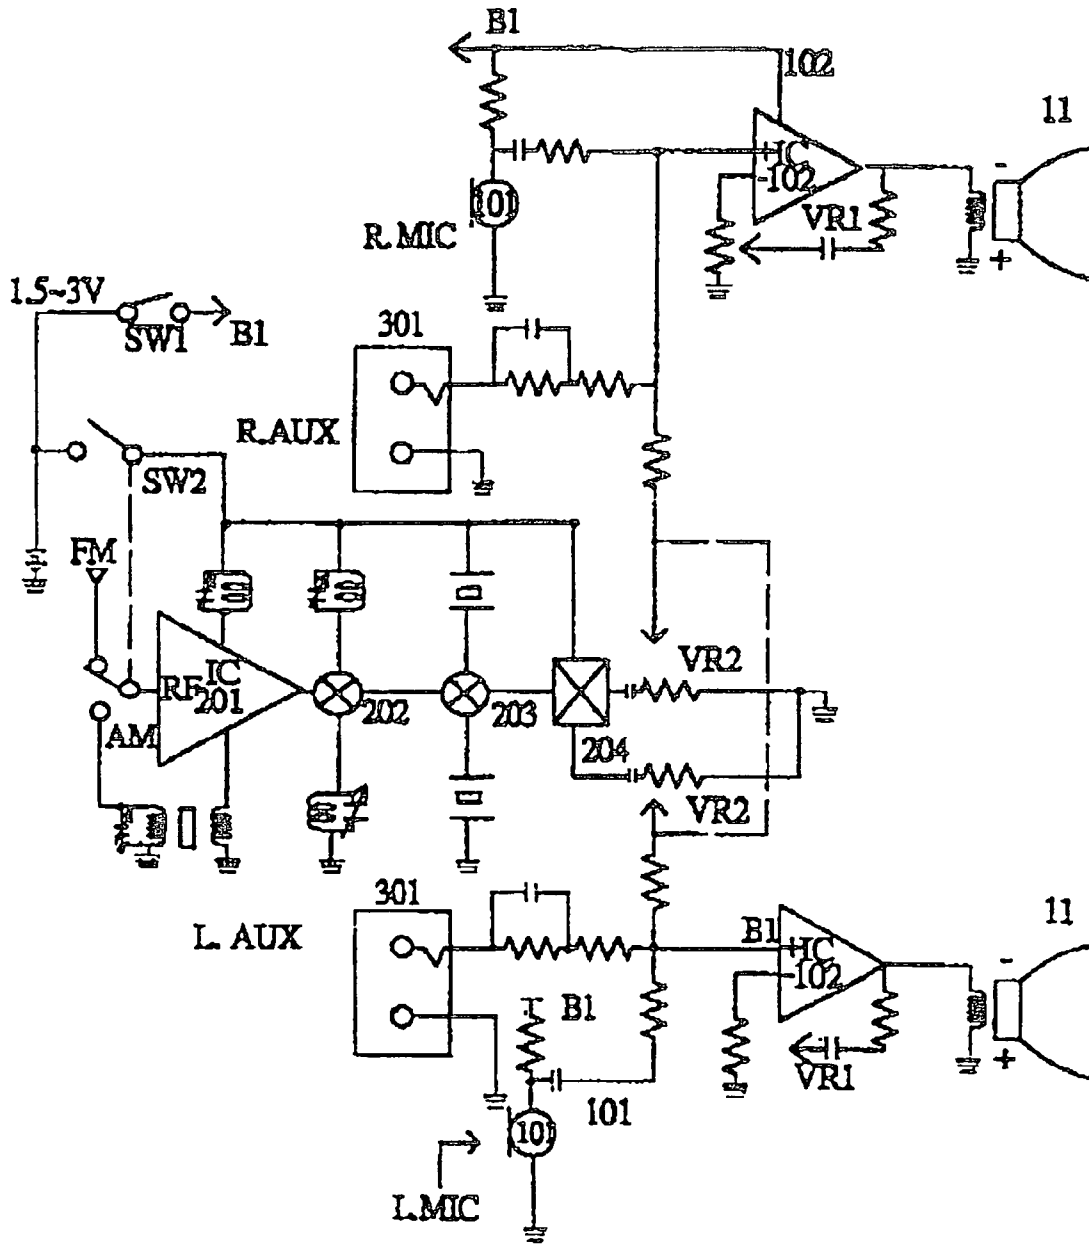 B1
102
11
IC
102
-
101
R.MIC
VR1
+
1.5~3V
SW1
B1
301
R.AUX
SW2
FM
RF
IC
201
202
203
204
VR2
AM
VR2
301
L. AUX
B1
IC
102
11
-
B1
101
VR1
+
101
L.MIC